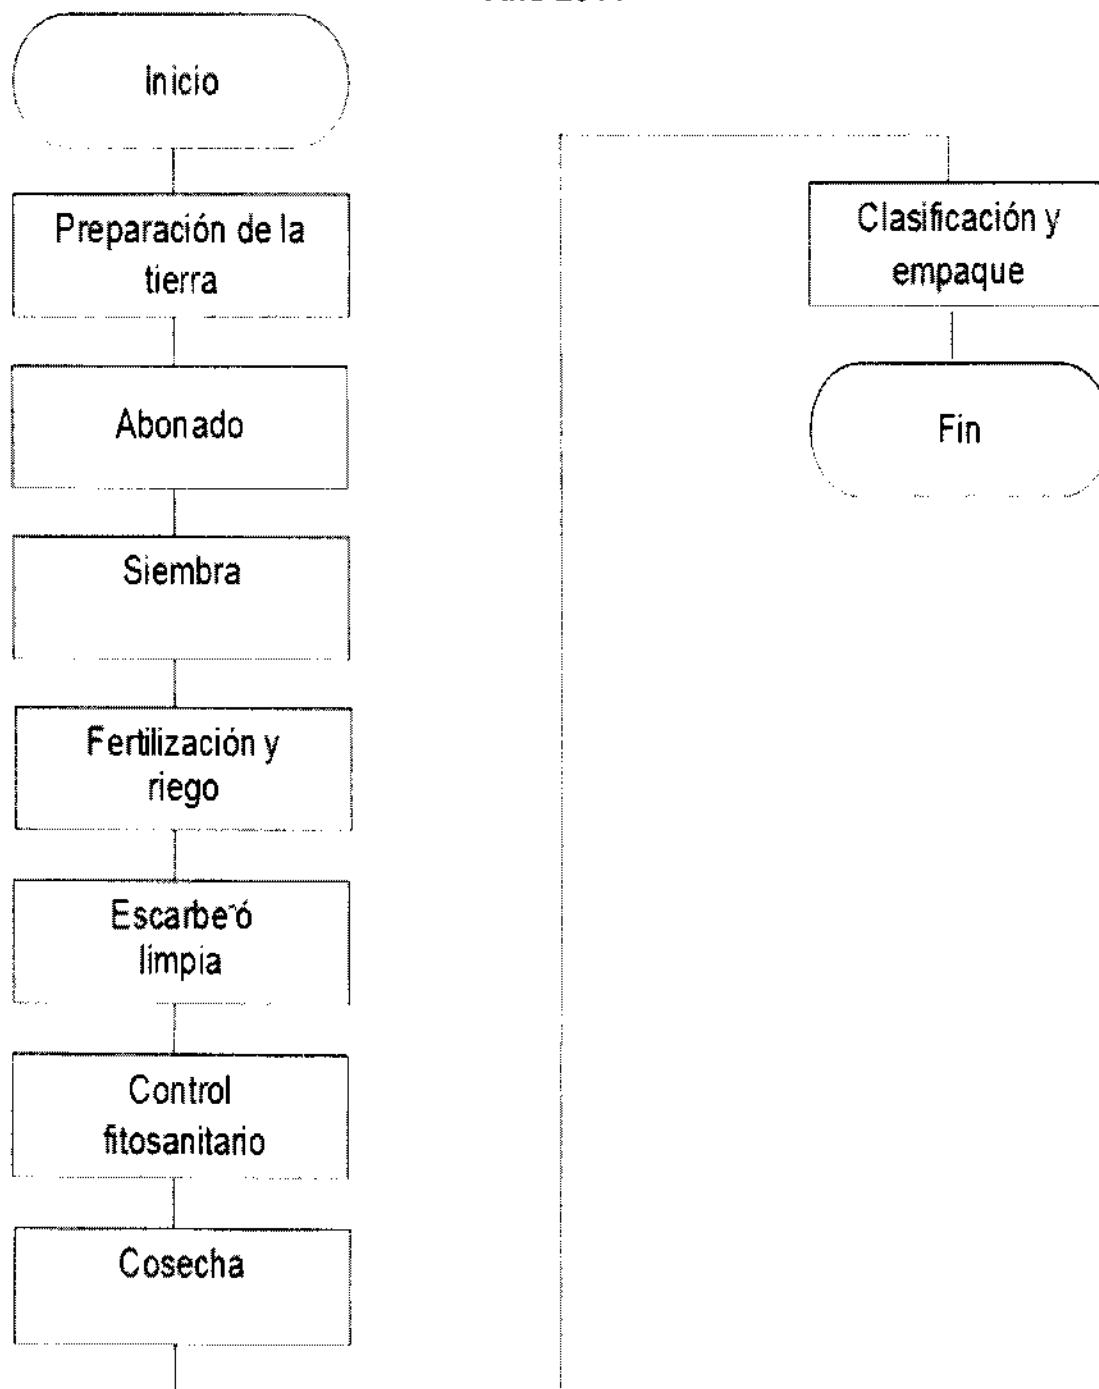 Inicio
Preparación de la
tierra
Abonado
Siembra
Fertilización y
riego
Escarbe ó
limpia
Control
fitosanitario
Cosecha
Clasificación y
empaque
Fin